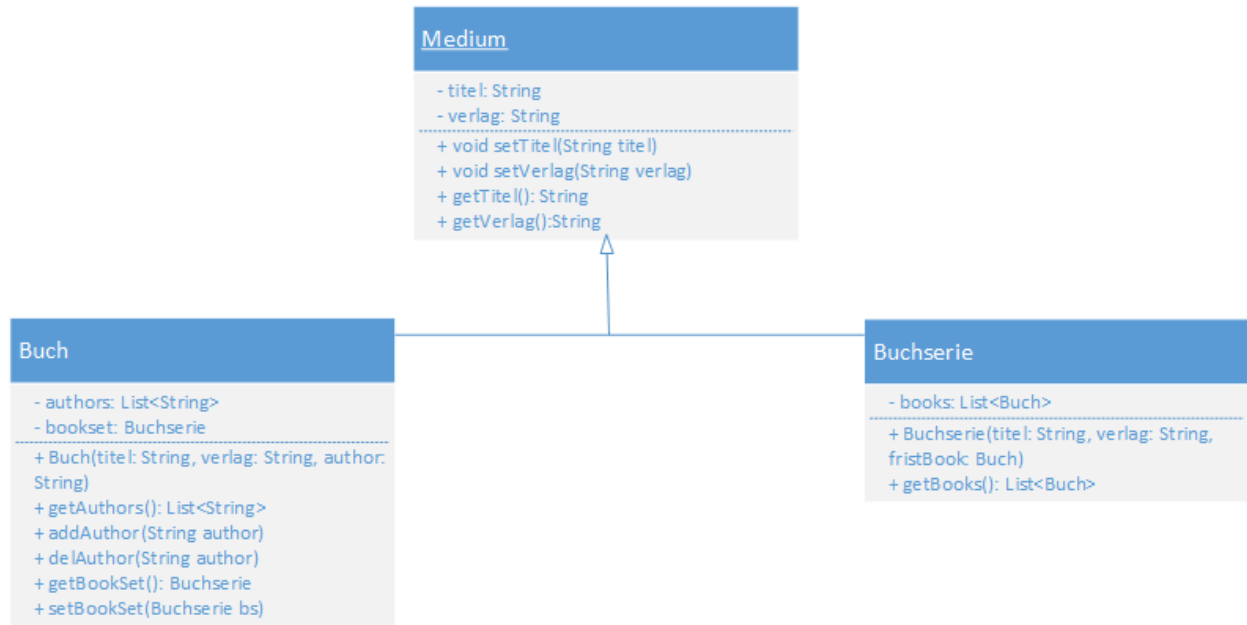 Medium
- titel: String
- verlag: String
+ void setTitel(String titel)
+ void setVerlag(String verlag)
+ getTitel(): String
+ getVerlag():String
Buch
- authors: List<String>
- bookset: Buchserie
+ Buch(titel: String, verlag: String, author:
String)
+ getAuthors(): List<String>
+ addAuthor(String author)
+ delAuthor(String author)
+ getBookSet(): Buchserie
+ setBookSet(Buchserie bs)
Buchserie
- books: List<Buch>
+ Buchserie(titel: String, verlag: String,
fristBook: Buch)
+ getBooks(): List<Buch>